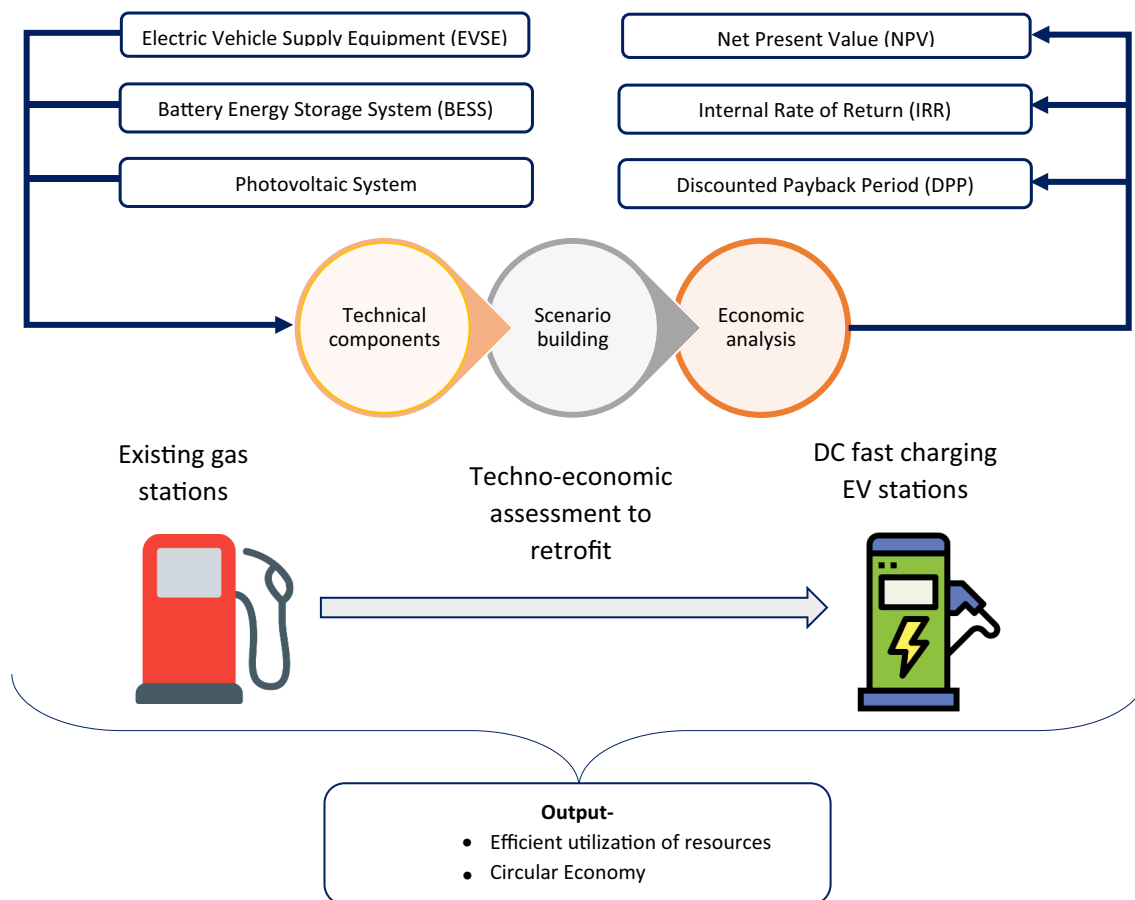 Electric Vehicle Supply Equipment (EVSE)
Battery Energy Storage System (BESS)
Photovoltaic System
Net Present Value (NPV)
Internal Rate of Return (IRR)
Discounted Payback Period (DPP)
Technical
components
Scenario
building
Economic
analysis
Existing gas
stations
Techno-economic
assessment to
retrofit
DC fast charging
EV stations
Output-
• Efficient utilization of resources
• Circular Economy